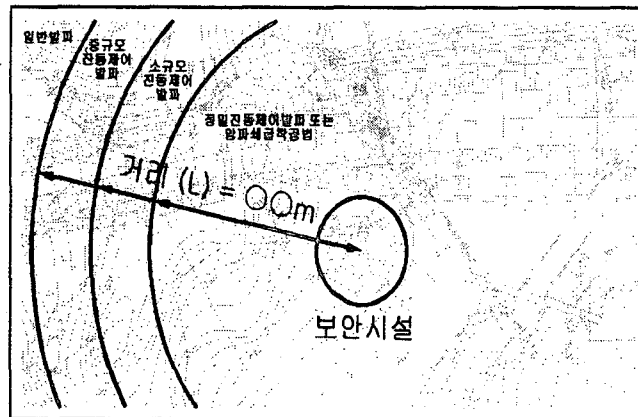 일반발파
중규모
진동제어
발파
소규모
진동제어
발파
정밀진동제어발파 또는
암파쇄굴착공법
거리 (L) = ○○m
보안시설